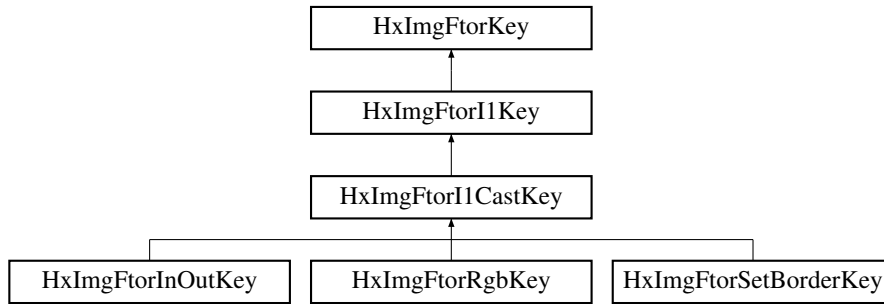 HxImgFtorKey
HxImgFtorI1Key
HxImgFtorI1CastKey
HxImgFtorInOutKey HxImgFtorRgbKey HxImgFtorSetBorderKey